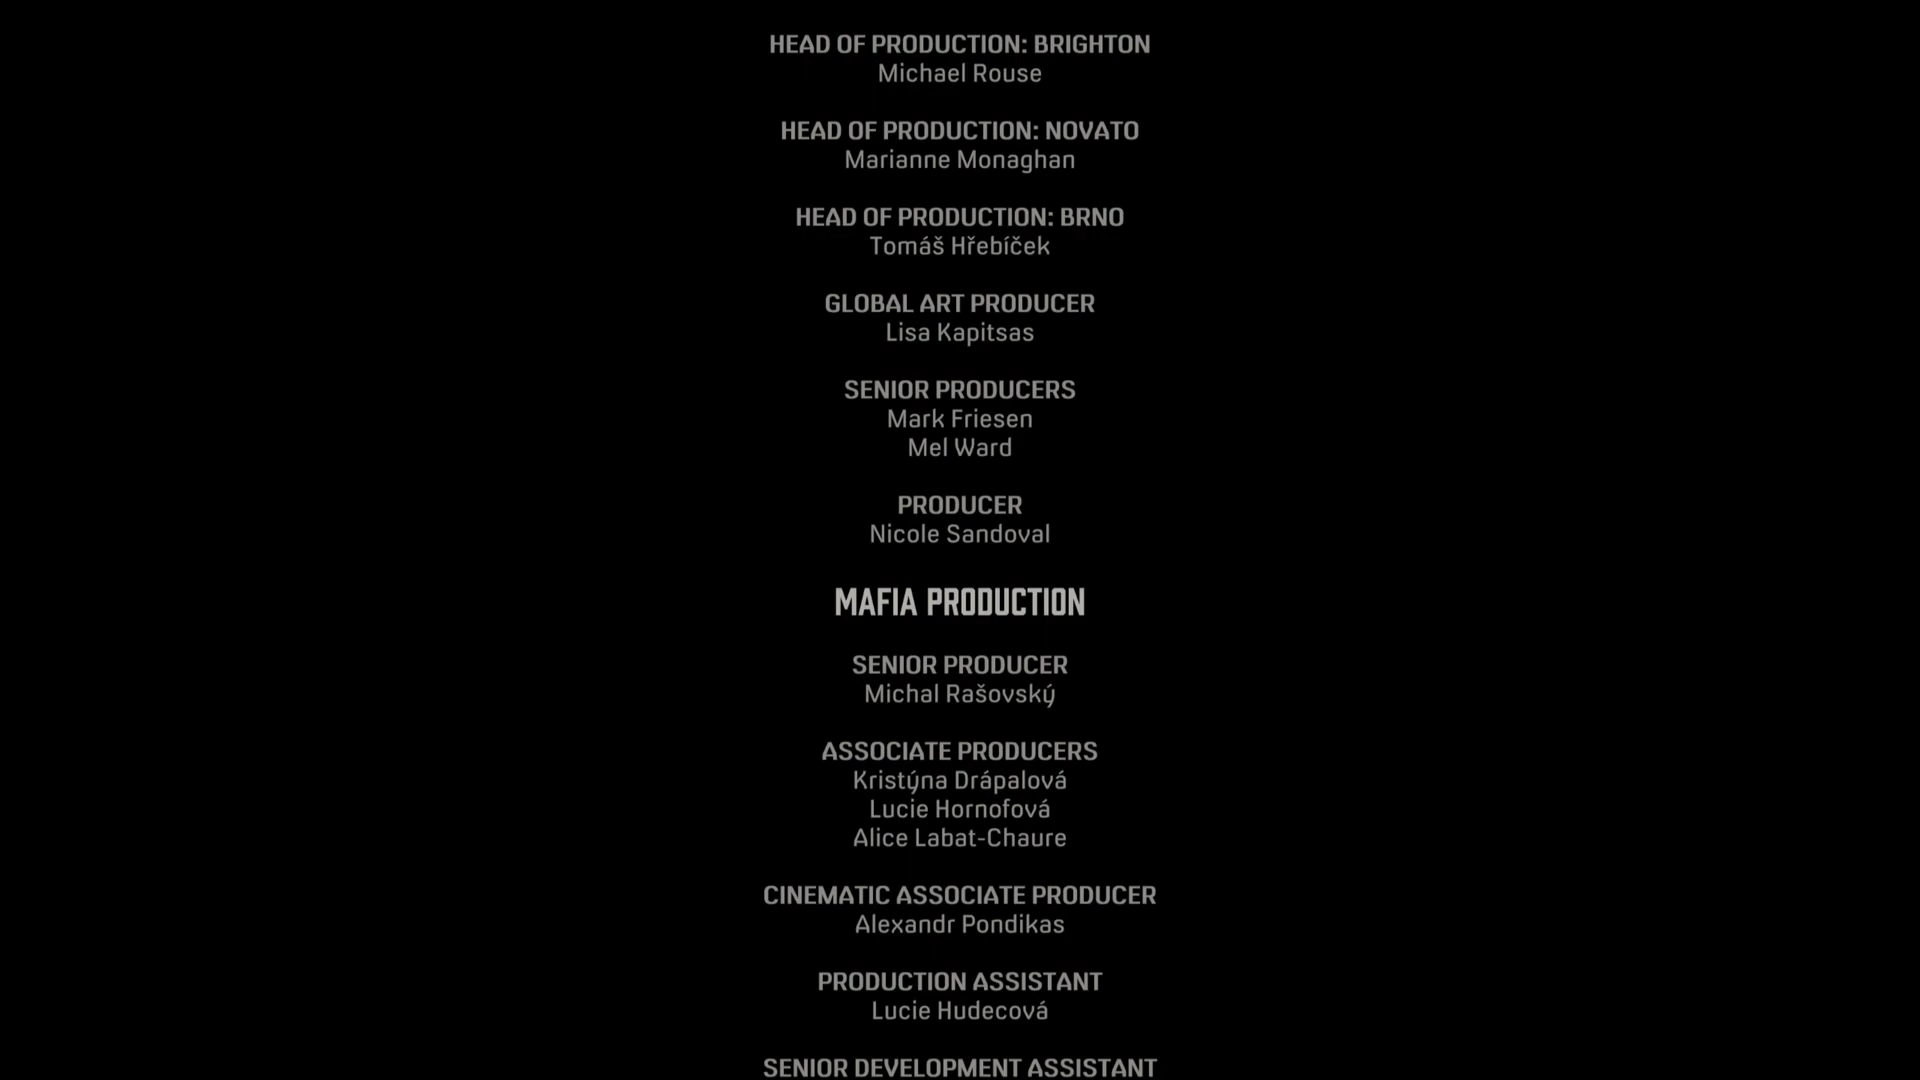 HEAD OF PRODUCTION: BRIGHTON
Michael Rouse
HEAD OF PRODUCTION: NOVATO
Marianne Monaghan
HEAD OF PRODUCTION: BRNO
Tomáš Hřebíček
GLOBAL ART PRODUCER
Lisa Kapitsas
SENIOR PRODUCERS
Mark Friesen
Mel Ward
PRODUCER
Nicole Sandoval
MAFIA PRODUCTION
SENIOR PRODUCER
Michal Rašovský
ASSOCIATE PRODUCERS
Kristýna Drápalová
Lucie Hornofová
Alice Labat-Chaure
CINEMATIC ASSOCIATE PRODUCER
Alexandr Pondikas
PRODUCTION ASSISTANT
Lucie Hudecová
SENIOR DEVELOPMENT ASSISTANT